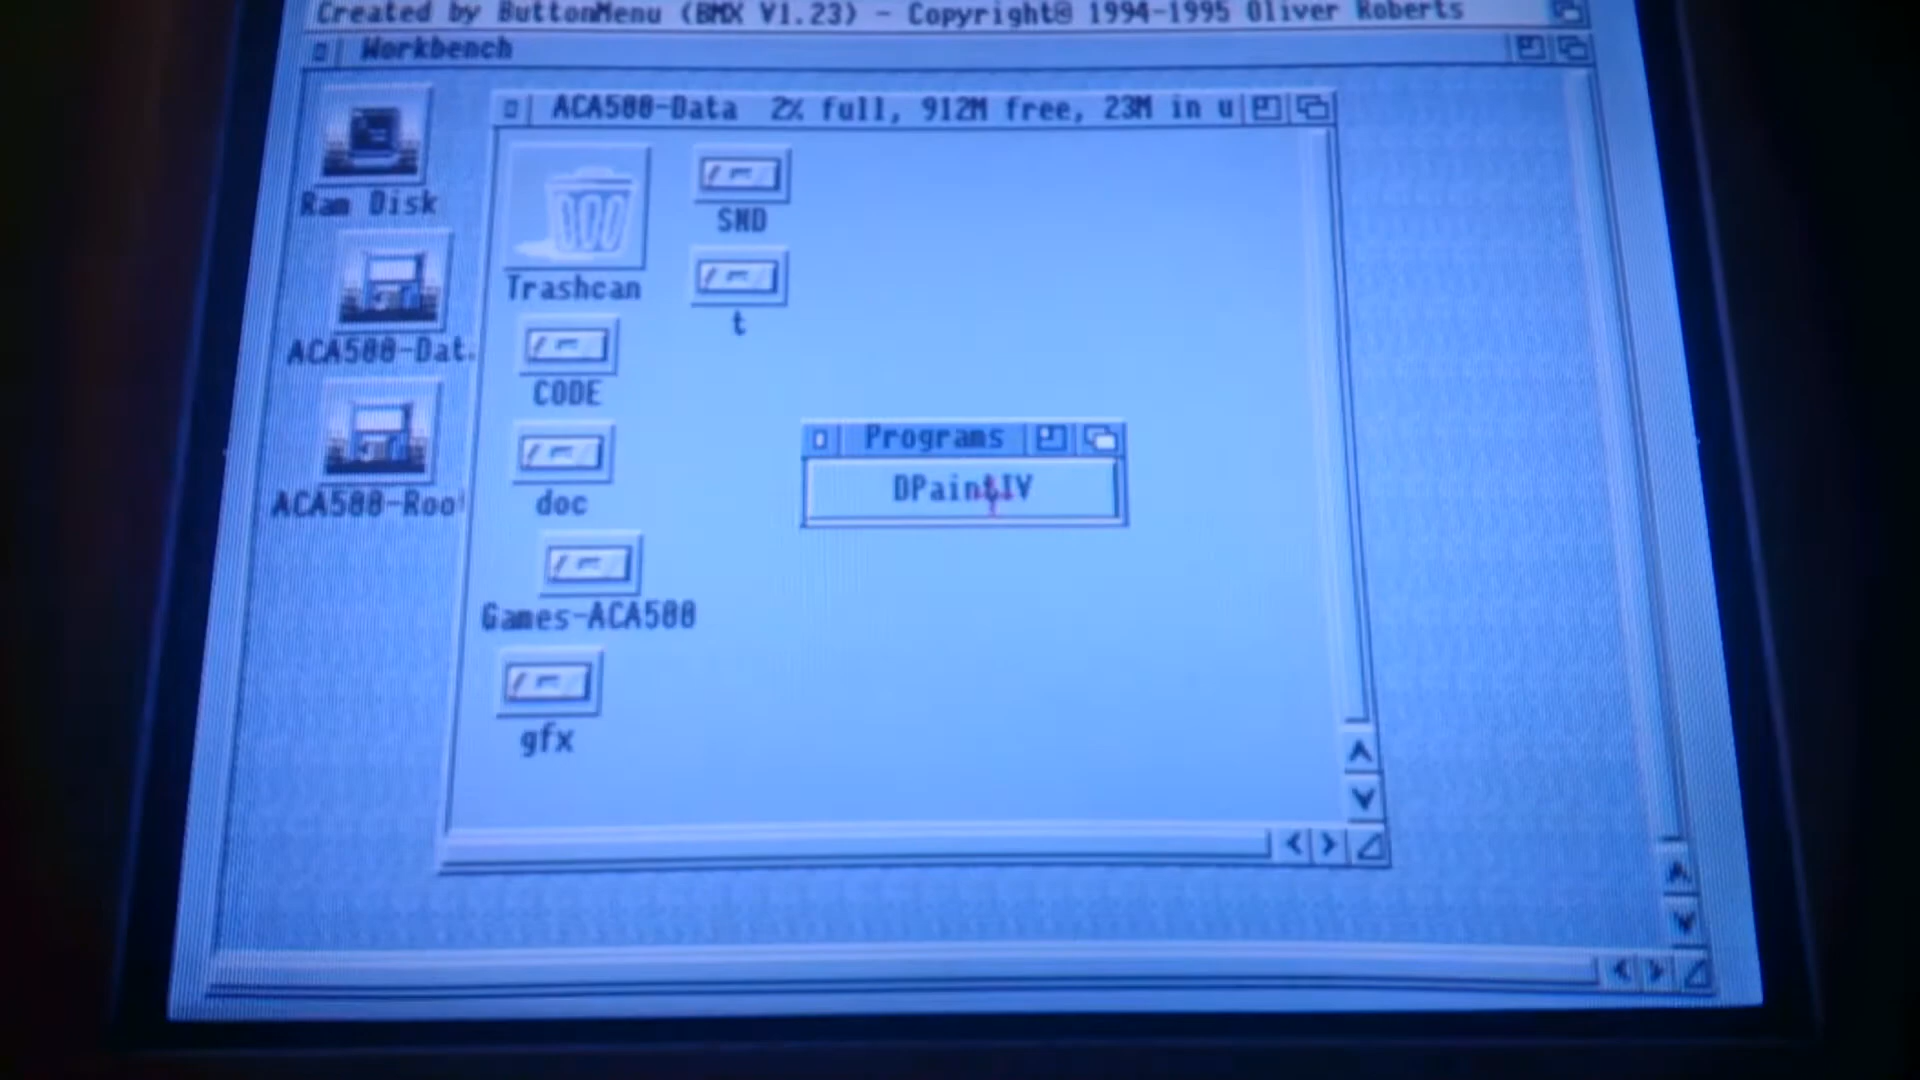 Created by ButtonMenu (BMX V1.23) - Copyright© 1994-1995 Oliver Roberts
Workbench
ACA500-Data 2% full, 912M free, 23M in u
Ram Disk
ACA500-Dat.
ACA500-Roo
Trashcan
SND
t
CODE
doc
Games-ACA500
gfx
Programs
DPaintIV